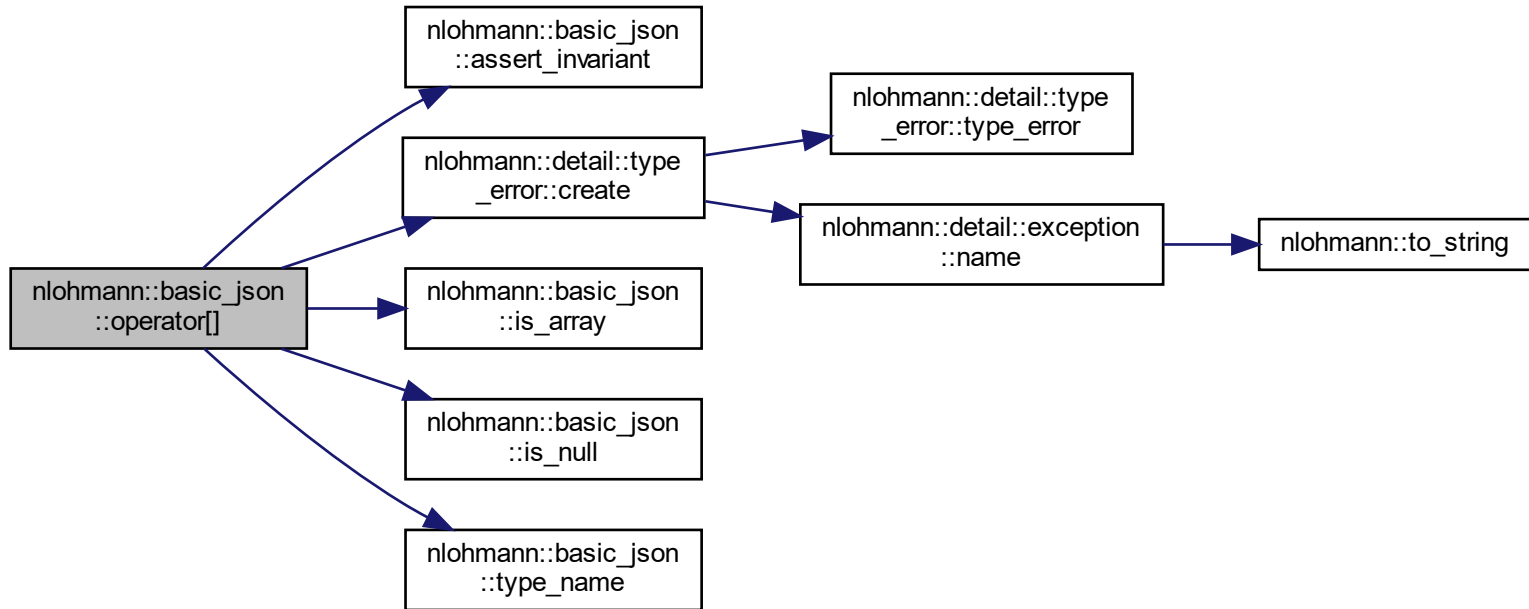 nlohmann::basic_json
::assert_invariant
nlohmann::detail::type
_error::type_error
nlohmann::detail::type
_error::create
nlohmann::detail::exception
::name
nlohmann::to_string
nlohmann::basic_json
::operator[]
nlohmann::basic_json
::is_array
nlohmann::basic_json
::is_null
nlohmann::basic_json
::type_name